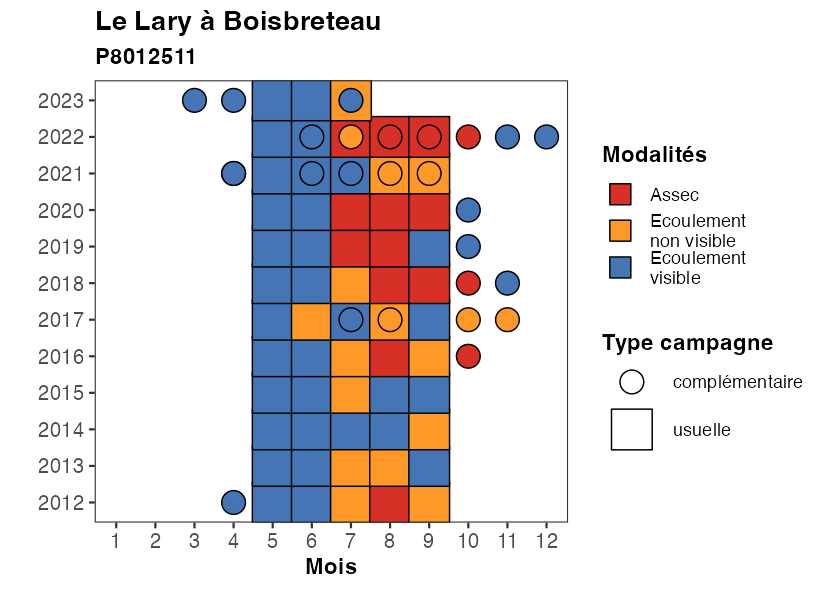 Le Lary à Boisbreteau
P8012511
2023
2022
2021
2020
2019
2018
2017
2016
2015
2014
2013
2012
1 2 3 4 5 6 7 8 9 10 11 12
Mois
Modalités
Assec
Ecoulement
non visible
Ecoulement
visible
Type campagne
complémentaire
usuelle